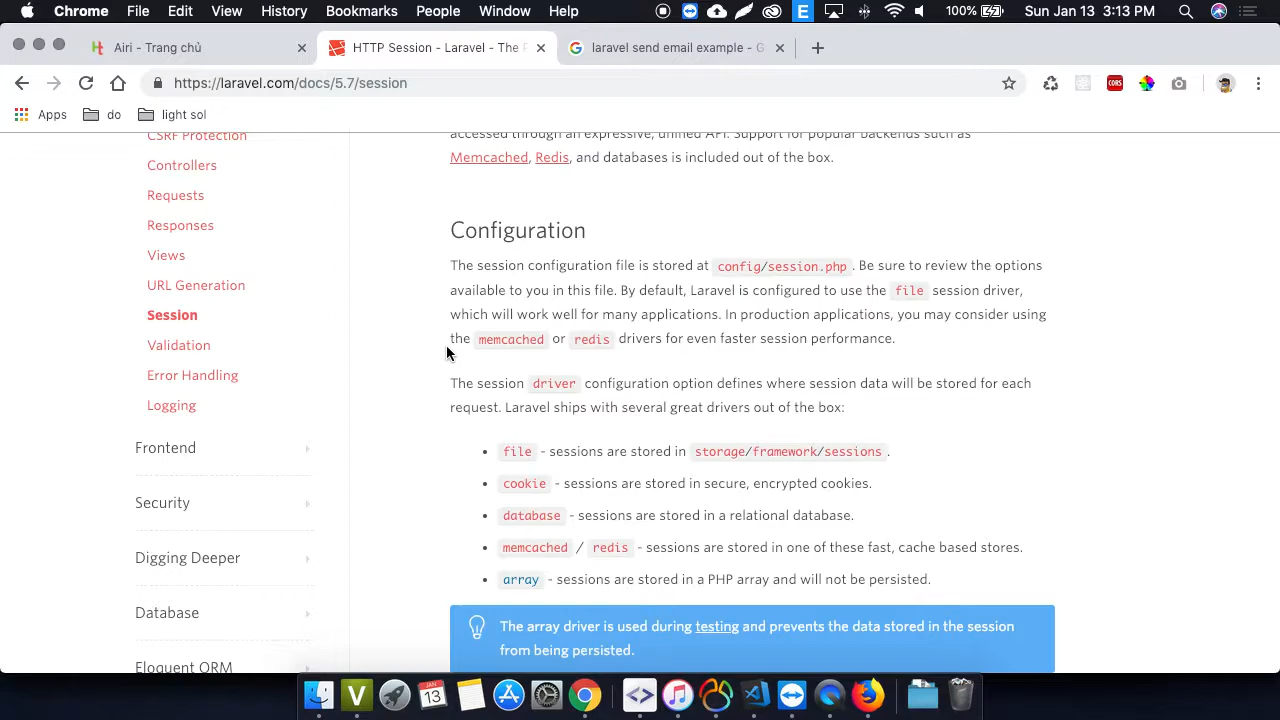 Chrome File Edit View History Bookmarks People Window Help 100% Sun Jan 13 3:13 PM
Airi - Trang chủ
HTTP Session - Laravel - The P
laravel send email example - G
https://laravel.com/docs/5.7/session
CORS
Apps do light sol
CSRF Protection
Controllers
Requests
Responses
Views
URL Generation
Session
Validation
Error Handling
Logging
Frontend
Security
Digging Deeper
Database
Eloquent ORM
accessed through an expressive, unified API. Support for popular backends such as
Memcached, Redis, and databases is included out of the box.
Configuration
The session configuration file is stored at config/session.php. Be sure to review the options
available to you in this file. By default, Laravel is configured to use the file session driver,
which will work well for many applications. In production applications, you may consider using
the memcached or redis drivers for even faster session performance.
The session driver configuration option defines where session data will be stored for each
request. Laravel ships with several great drivers out of the box:
• file - sessions are stored in storage/framework/sessions.
• cookie - sessions are stored in secure, encrypted cookies.
• database - sessions are stored in a relational database.
• memcached / redis - sessions are stored in one of these fast, cache based stores.
• array - sessions are stored in a PHP array and will not be persisted.
The array driver is used during testing and prevents the data stored in the session
from being persisted.